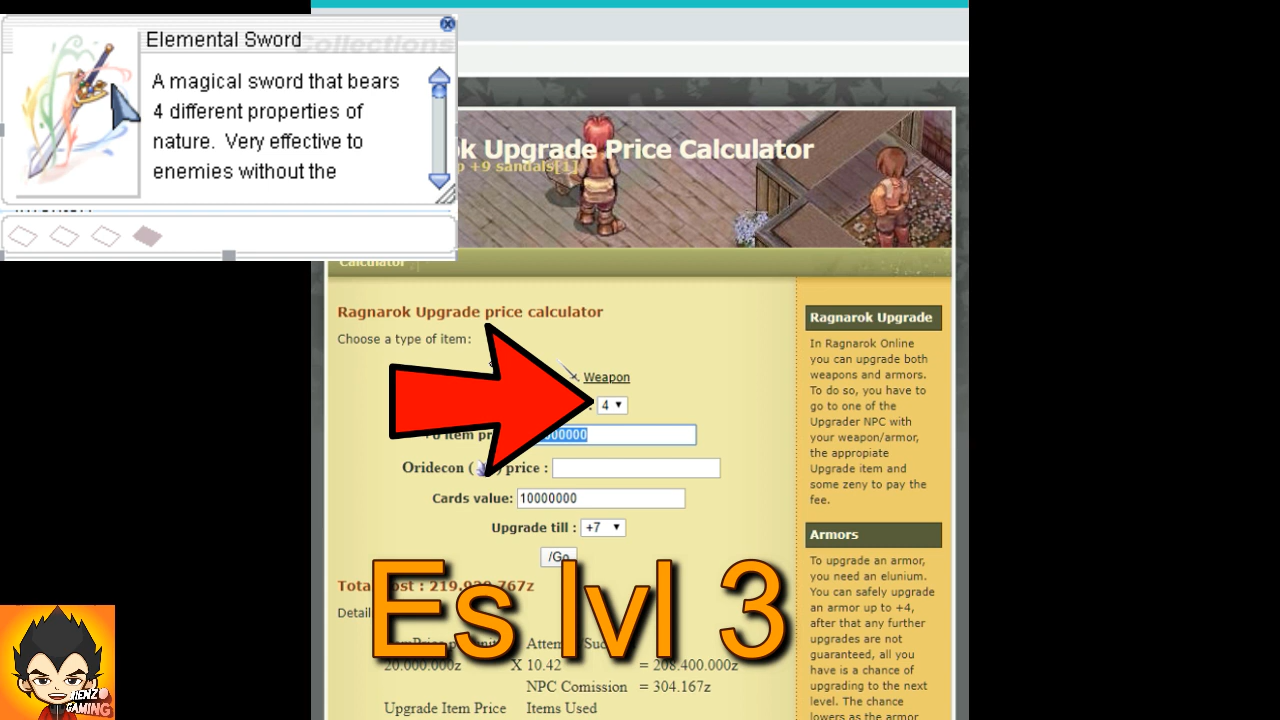 Elemental Sword
Collections
A magical sword that bears
4 different properties of
nature. Very effective to
enemies without the
k Upgrade Price Calculator
+9 sandals[1]
Calculator
Ragnarok Upgrade price calculator
Choose a type of item:
Weapon
4
item
Oridecon ( ) price :
Cards value: 10000000
Upgrade till : +7
/Go
Es lvl 3
20.000.000z X 10.42 = 208.400.000z
NPC Comission = 304.167z
Upgrade Item Price Items Used
Ragnarok Upgrade
In Ragnarok Online
you can upgrade both
weapons and armors.
To do so, you have to
go to one of the
Upgrader NPC with
your weapon/armor,
the appropiate
Upgrade item and
some zeny to pay the
fee.
Armors
To upgrade an armor,
you need an elunium.
You can safely upgrade
an armor up to +4,
after that any further
upgrades are not
guaranteed, all you
have is a chance of
upgrading to the next
level. The chance
lowers as the armor
GAMING